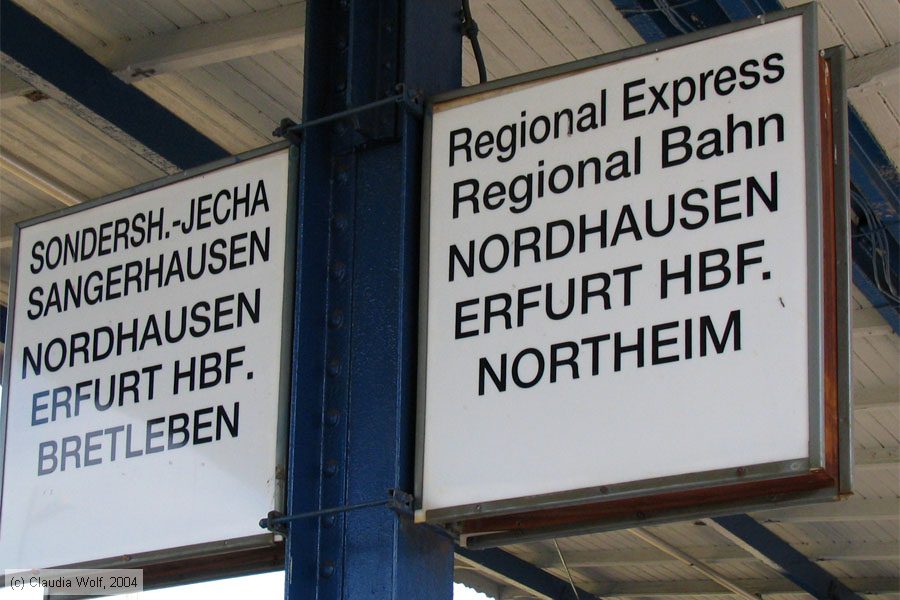 SONDERSH.-JECHA
SANGERHAUSEN
NORDHAUSEN
ERFURT HBF.
BRETLEBEN
Regional Express
Regional Bahn
NORDHAUSEN
ERFURT HBF.
NORTHEIM
(c) Claudia Wolf, 2004